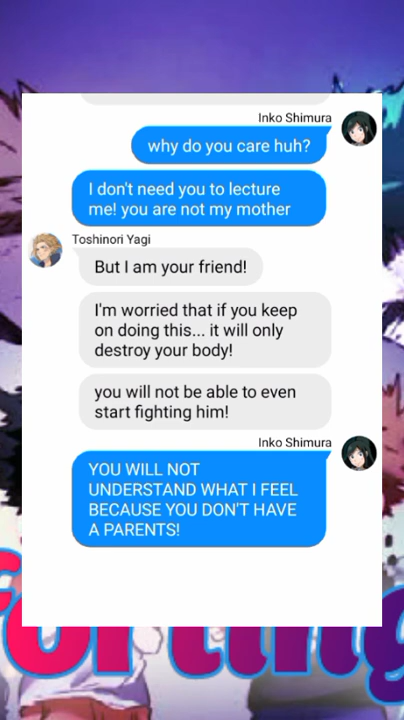 Inko Shimura
why do you care huh?
I don't need you to lecture
me! you are not my mother
Toshinori Yagi
But I am your friend!
I'm worried that if you keep
on doing this... it will only
destroy your body!
you will not be able to even
start fighting him!
Inko Shimura
YOU WILL NOT
UNDERSTAND WHAT I FEEL
BECAUSE YOU DON'T HAVE
A PARENTS!